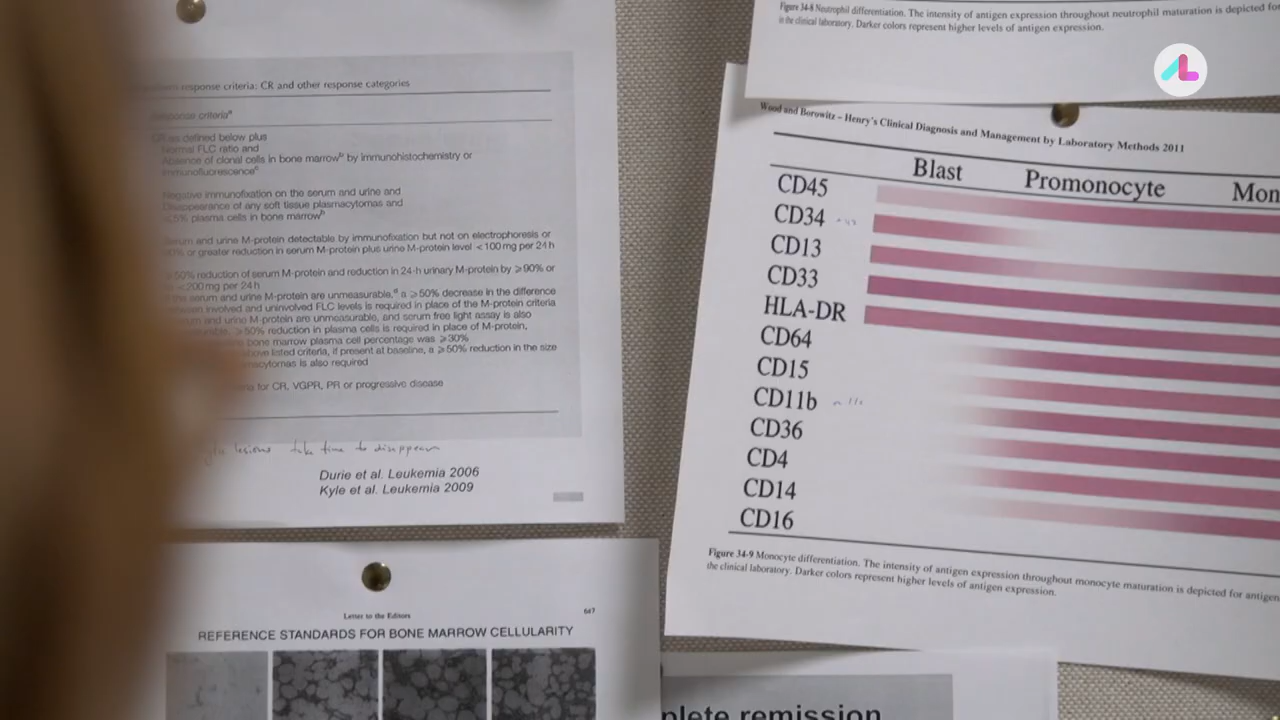 response criteria: CR and other response categories
Response criteriaᵃ
CR as defined below plus
Normal FLC ratio and
Absence of clonal cells in bone marrowᵇ by immunohistochemistry or
immunofluorescenceᶜ
Negative immunofixation on the serum and urine and
Disappearance of any soft tissue plasmacytomas and
<5% plasma cells in bone marrowᵇ
Serum and urine M-protein detectable by immunofixation but not on electrophoresis or
or greater reduction in serum M-protein plus urine M-protein level <100 mg per 24 h
≥50% reduction of serum M-protein and reduction in 24-h urinary M-protein by ≥90% or
<200 mg per 24 h
the serum and urine M-protein are unmeasurable,ᵈ a ≥50% decrease in the difference
between involved and uninvolved FLC levels is required in place of the M-protein criteria
and urine M-protein are unmeasurable, and serum free light assay is also
≥50% reduction in plasma cells is required in place of M-protein,
bone marrow plasma cell percentage was ≥30%
above listed criteria, if present at baseline, a ≥50% reduction in the size
is also required
for CR, VGPR, PR or progressive disease
lesions take time to disappear
Durie et al. Leukemia 2006
Kyle et al. Leukemia 2009
Letter to the Editors
647
REFERENCE STANDARDS FOR BONE MARROW CELLULARITY
Figure 34-8 Neutrophil differentiation. The intensity of antigen expression throughout neutrophil maturation is depicted for
in the clinical laboratory. Darker colors represent higher levels of antigen expression.
Wood and Borowitz – Henry's Clinical Diagnosis and Management by Laboratory Methods 2011
Blast Promonocyte Mon
CD45
CD34
CD13
CD33
HLA-DR
CD64
CD15
CD11b
CD36
CD4
CD14
CD16
Figure 34-9 Monocyte differentiation. The intensity of antigen expression throughout monocyte maturation is depicted for antigen
the clinical laboratory. Darker colors represent higher levels of antigen expression.
plete remission